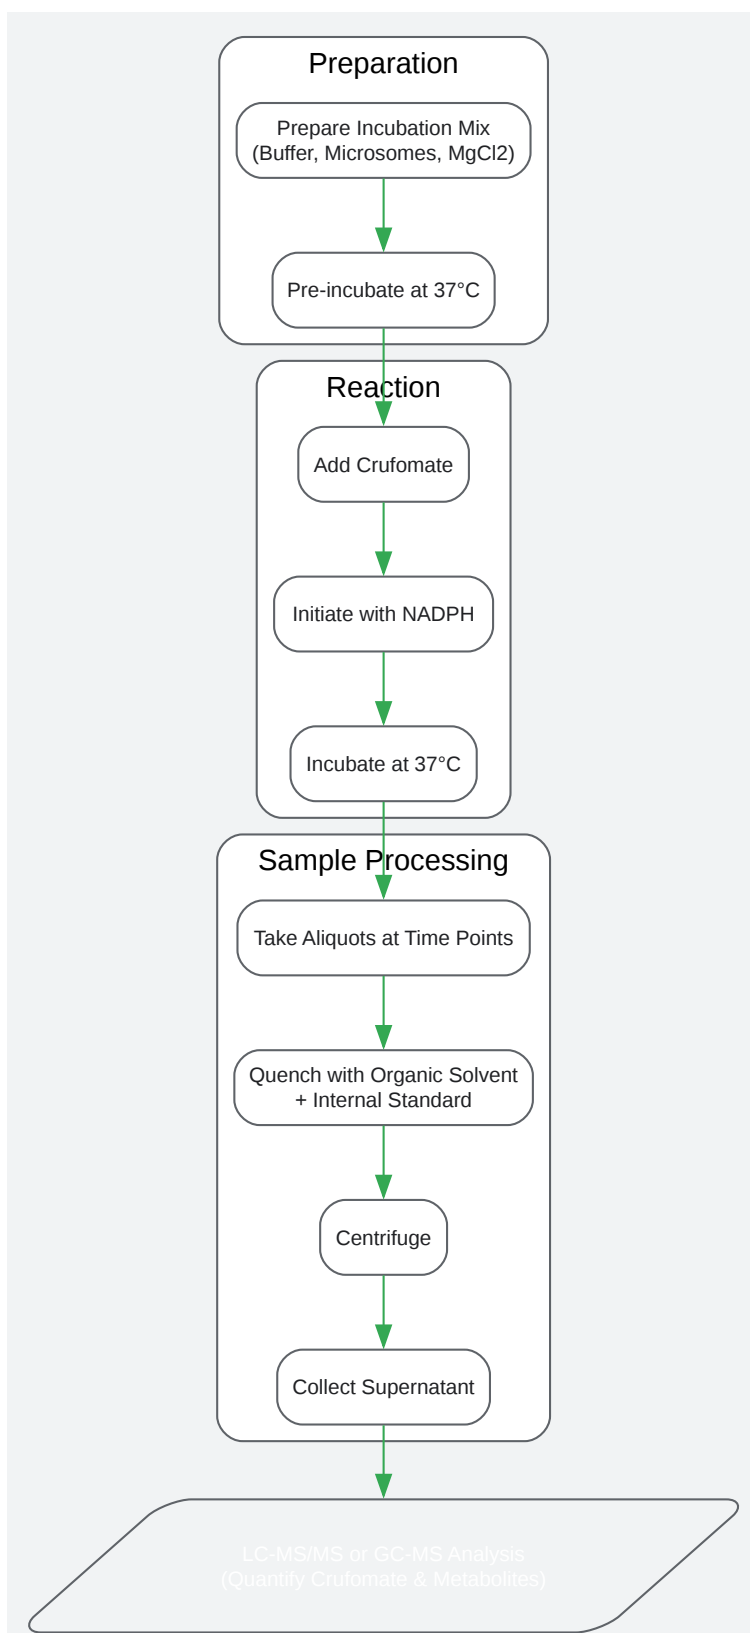 Preparation
Prepare Incubation Mix
(Buffer, Microsomes, MgCl2)
Pre-incubate at 37°C
Reaction
Add Crufomate
Initiate with NADPH
Incubate at 37°C
Sample Processing
Take Aliquots at Time Points
Quench with Organic Solvent
+ Internal Standard
Centrifuge
Collect Supernatant
LC-MS/MS or GC-MS Analysis
(Quantify Crufomate & Metabolites)